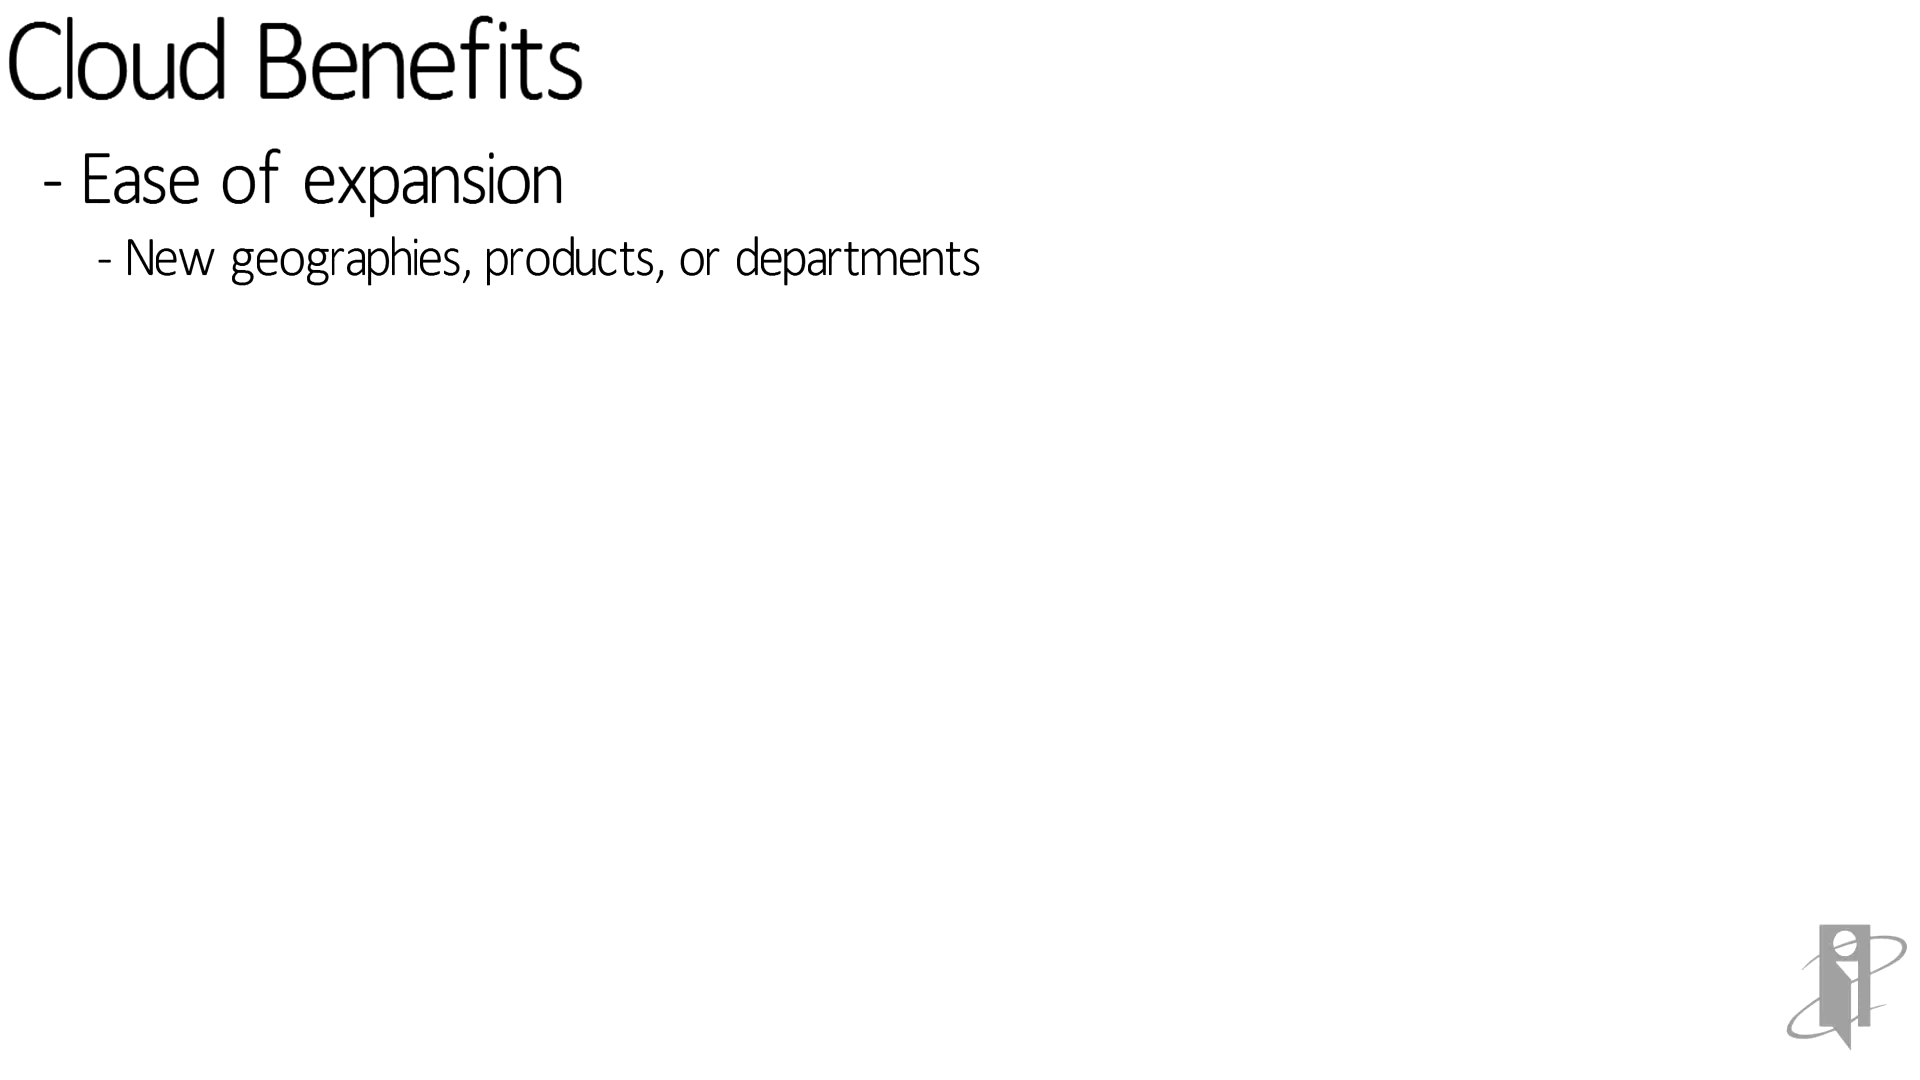 Cloud Benefits
- Ease of expansion
- New geographies, products, or departments